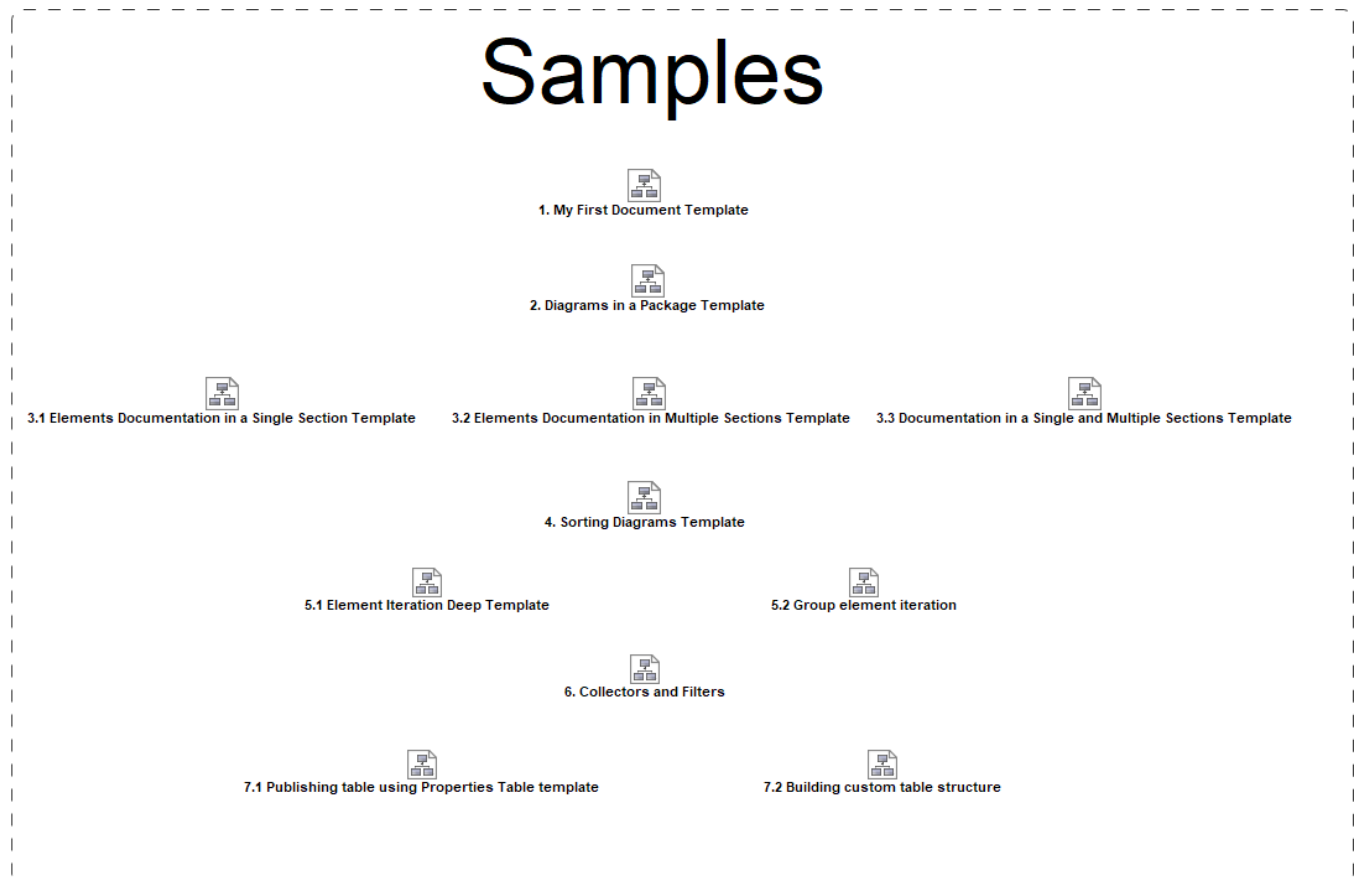 Samples
1. My First Document Template
2. Diagrams in a Package Template
3.1 Elements Documentation in a Single Section Template
3.2 Elements Documentation in Multiple Sections Template
3.3 Documentation in a Single and Multiple Sections Template
4. Sorting Diagrams Template
5.1 Element Iteration Deep Template
5.2 Group element iteration
6. Collectors and Filters
7.1 Publishing table using Properties Table template
7.2 Building custom table structure